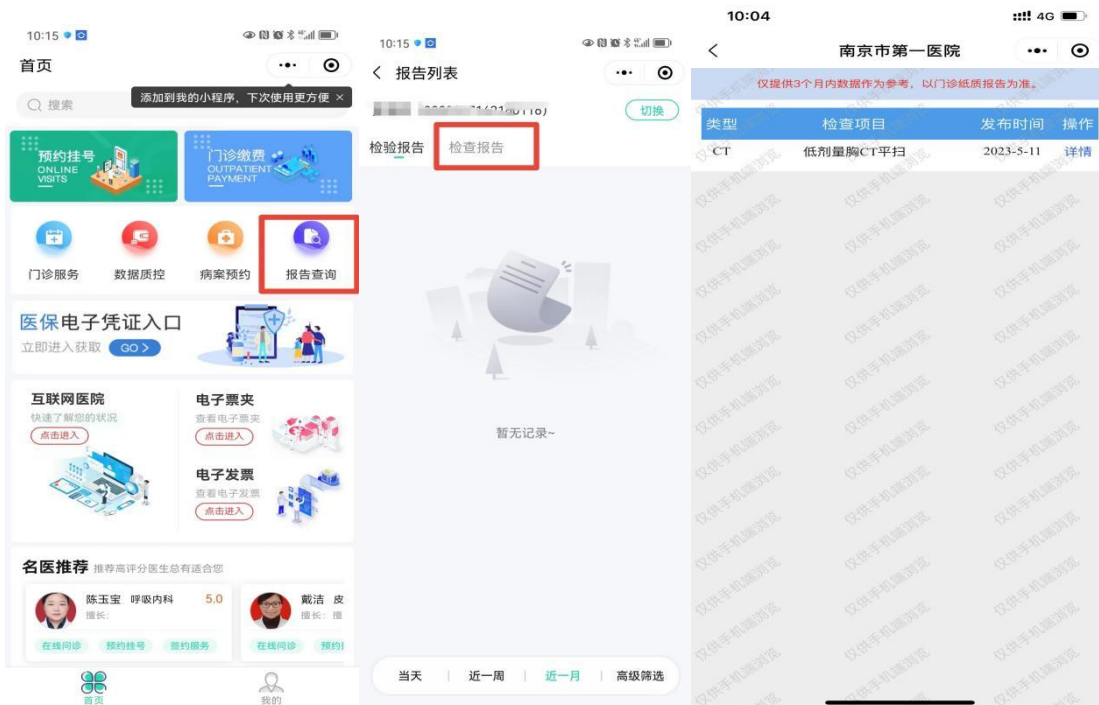 10:15
首页
搜索
添加到我的小程序，下次使用更方便 ×
预约挂号
ONLINE
VISITS
门诊缴费
OUTPATIENT
PAYMENT
门诊服务
数据质控
病案预约
报告查询
医保电子凭证入口
立即进入获取 GO >
互联网医院
快速了解您的状况
点击进入
电子票夹
查看电子票夹
点击进入
电子发票
查看电子发票
点击进入
名医推荐 推荐高评分医生总有适合您
陈玉宝 呼吸内科 5.0
擅长:
在线问诊 预约挂号 签约服务
戴洁 皮
擅长: 擅
在线问诊 预约
首页
我的
10:15
报告列表
切换
检验报告
检查报告
暂无记录~
当天
近一周
近一月
高级筛选
10:04
4G
南京市第一医院
仅提供3个月内数据作为参考，以门诊纸质报告为准。
类型 检查项目 发布时间 操作
CT 低剂量胸CT平扫 2023-5-11 详情
仅供手机端浏览